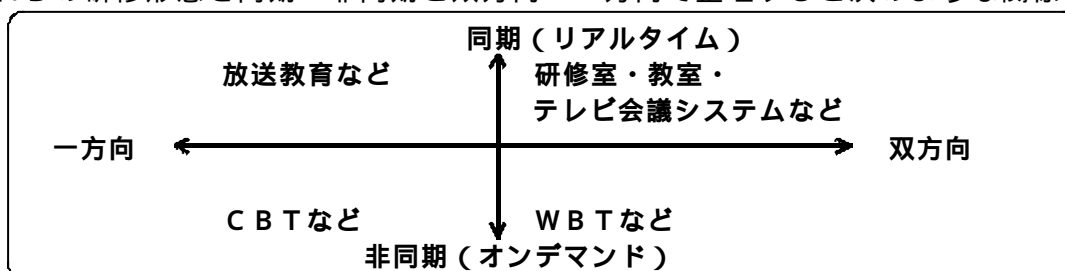 同期(リアルタイム)
放送教育など 研修室・教室・
テレビ会議システムなど
一方向 双方向
CBTなど WBTなど
非同期(オンデマンド)